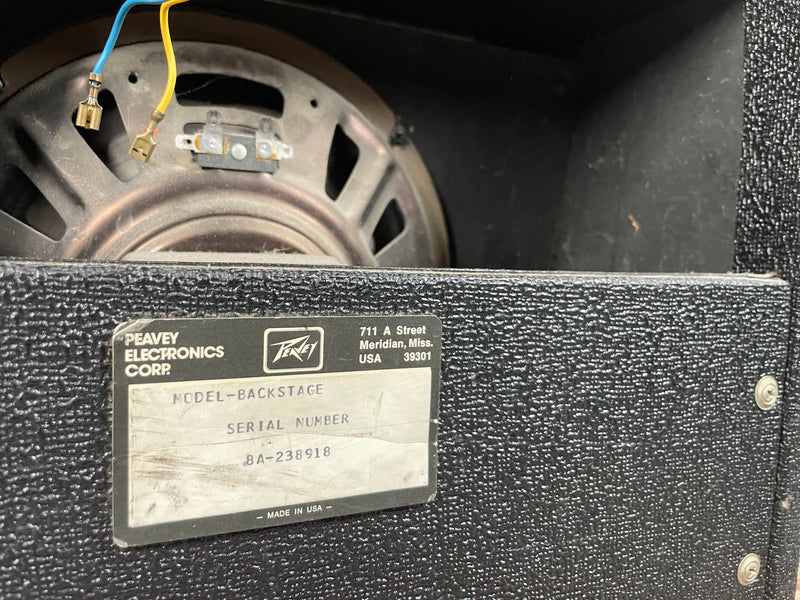 PEAVEY
ELECTRONICS
CORP.
PEAVEY
711 A Street
Meridian, Miss.
USA 39301
MODEL-BACKSTAGE
SERIAL NUMBER
8A-238918
— MADE IN USA —